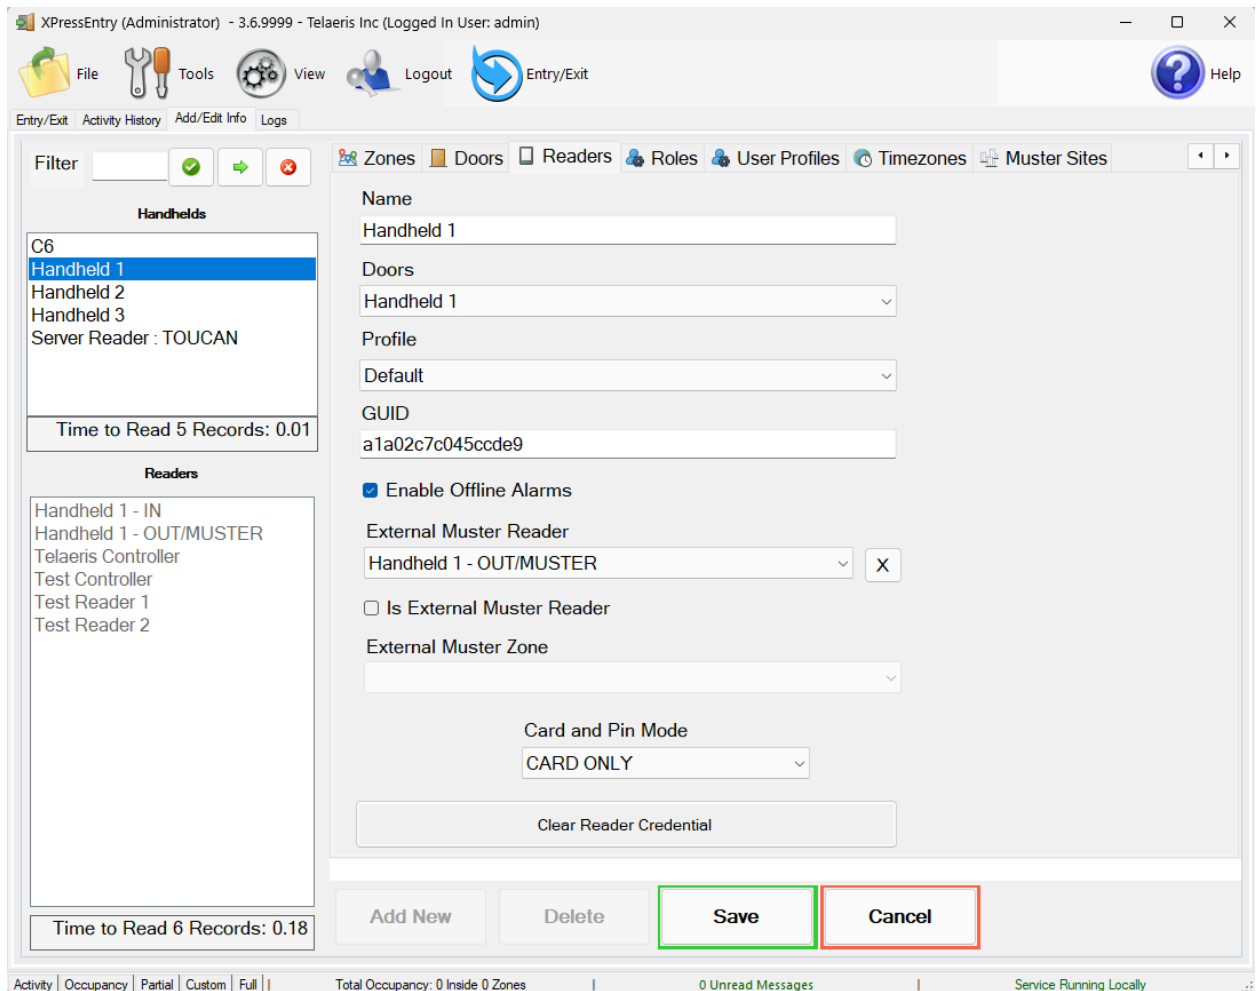 XPressEntry (Administrator) - 3.6.9999 - Telaeris Inc (Logged In User: admin)
File Tools View Logout Entry/Exit Help
Entry/Exit Activity History Add/Edit Info Logs
Filter
Handhelds
C6
Handheld 1
Handheld 2
Handheld 3
Server Reader : TOUCAN
Time to Read 5 Records: 0.01
Readers
Handheld 1 - IN
Handheld 1 - OUT/MUSTER
Telaeris Controller
Test Controller
Test Reader 1
Test Reader 2
Time to Read 6 Records: 0.18
Zones Doors Readers Roles User Profiles Timezones Muster Sites
Name
Handheld 1
Doors
Handheld 1
Profile
Default
GUID
a1a02c7c045ccde9
Enable Offline Alarms
External Muster Reader
Handheld 1 - OUT/MUSTER
X
Is External Muster Reader
External Muster Zone
Card and Pin Mode
CARD ONLY
Clear Reader Credential
Add New Delete Save Cancel
Activity | Occupancy | Partial | Custom | Full | | Total Occupancy: 0 Inside 0 Zones | 0 Unread Messages | Service Running Locally